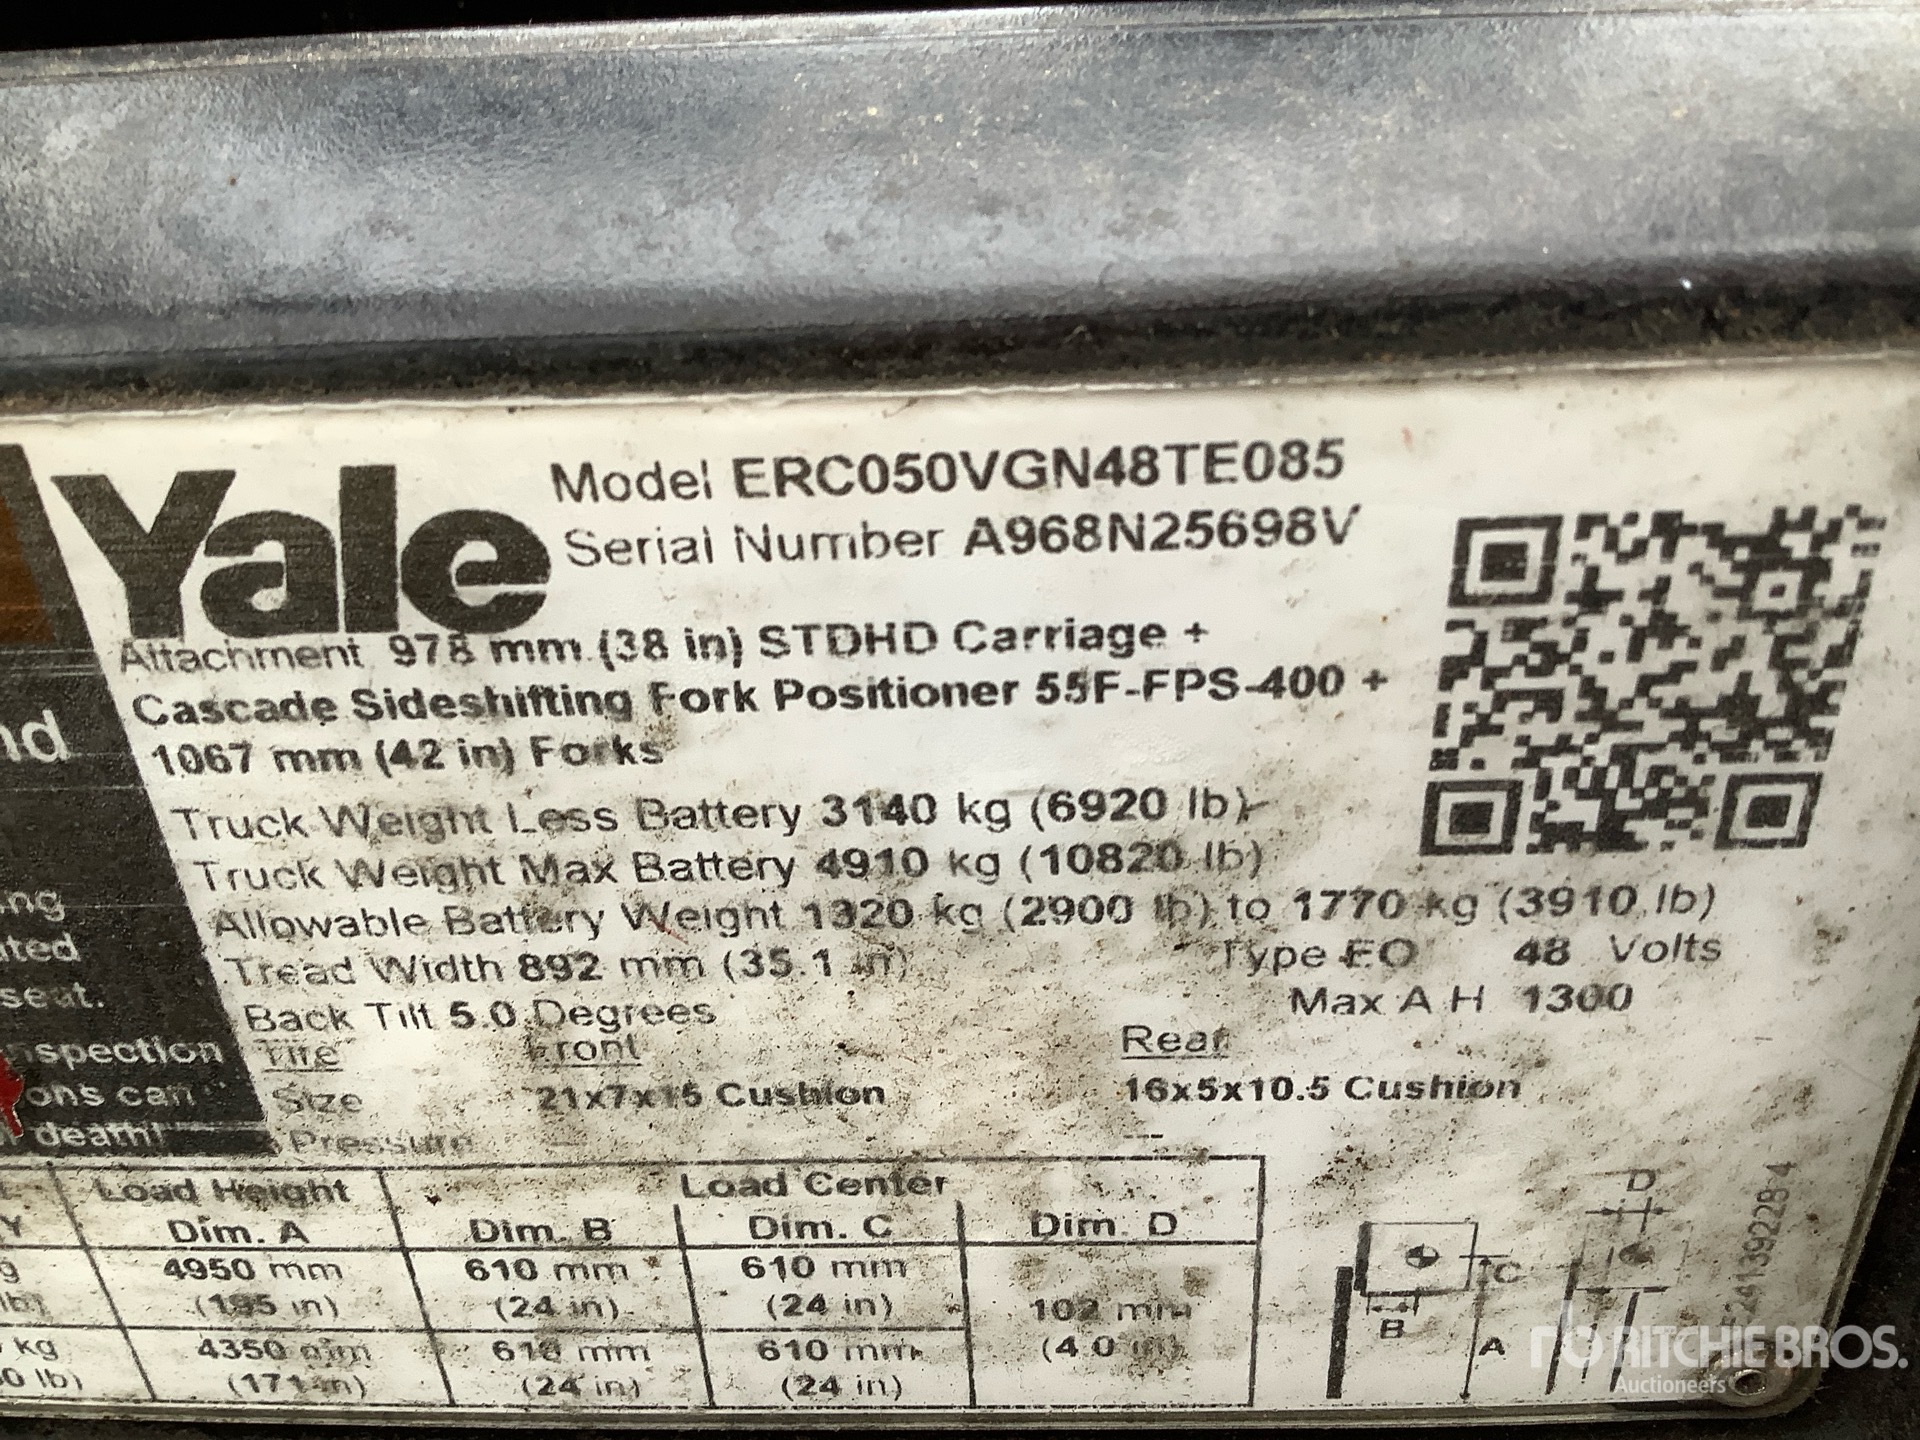 Yale
Model ERC050VGN48TE085
Serial Number A968N25698V
Attachment 978 mm (38 in) STDHD Carriage +
Cascade Sideshifting Fork Positioner 55F-FPS-400 +
1067 mm (42 in) Forks
Truck Weight Less Battery 3140 kg (6920 lb)
Truck Weight Max Battery 4910 kg (10820 lb)
Allowable Battery Weight 1320 kg (2900 lb) to 1770 kg (3910 lb)
Tread Width 892 mm (35.1 in)
Type EO 48 Volts
Back Tilt 5.0 Degrees
Max A H 1300
Tire Front Rear
Size 21x7x15 Cushion 16x5x10.5 Cushion
Pressure --- ---
seat.
can
death!
Load Height Load Center
Dim. A Dim. B Dim. C Dim. D
4950 mm 610 mm 610 mm
(195 in) (24 in) (24 in) 102 mm
kg 4350 mm 610 mm 610 mm (4.0 in)
lb) (171 in) (24 in) (24 in)
D
C
B
A
RITCHIE BROS.
Auctioneers